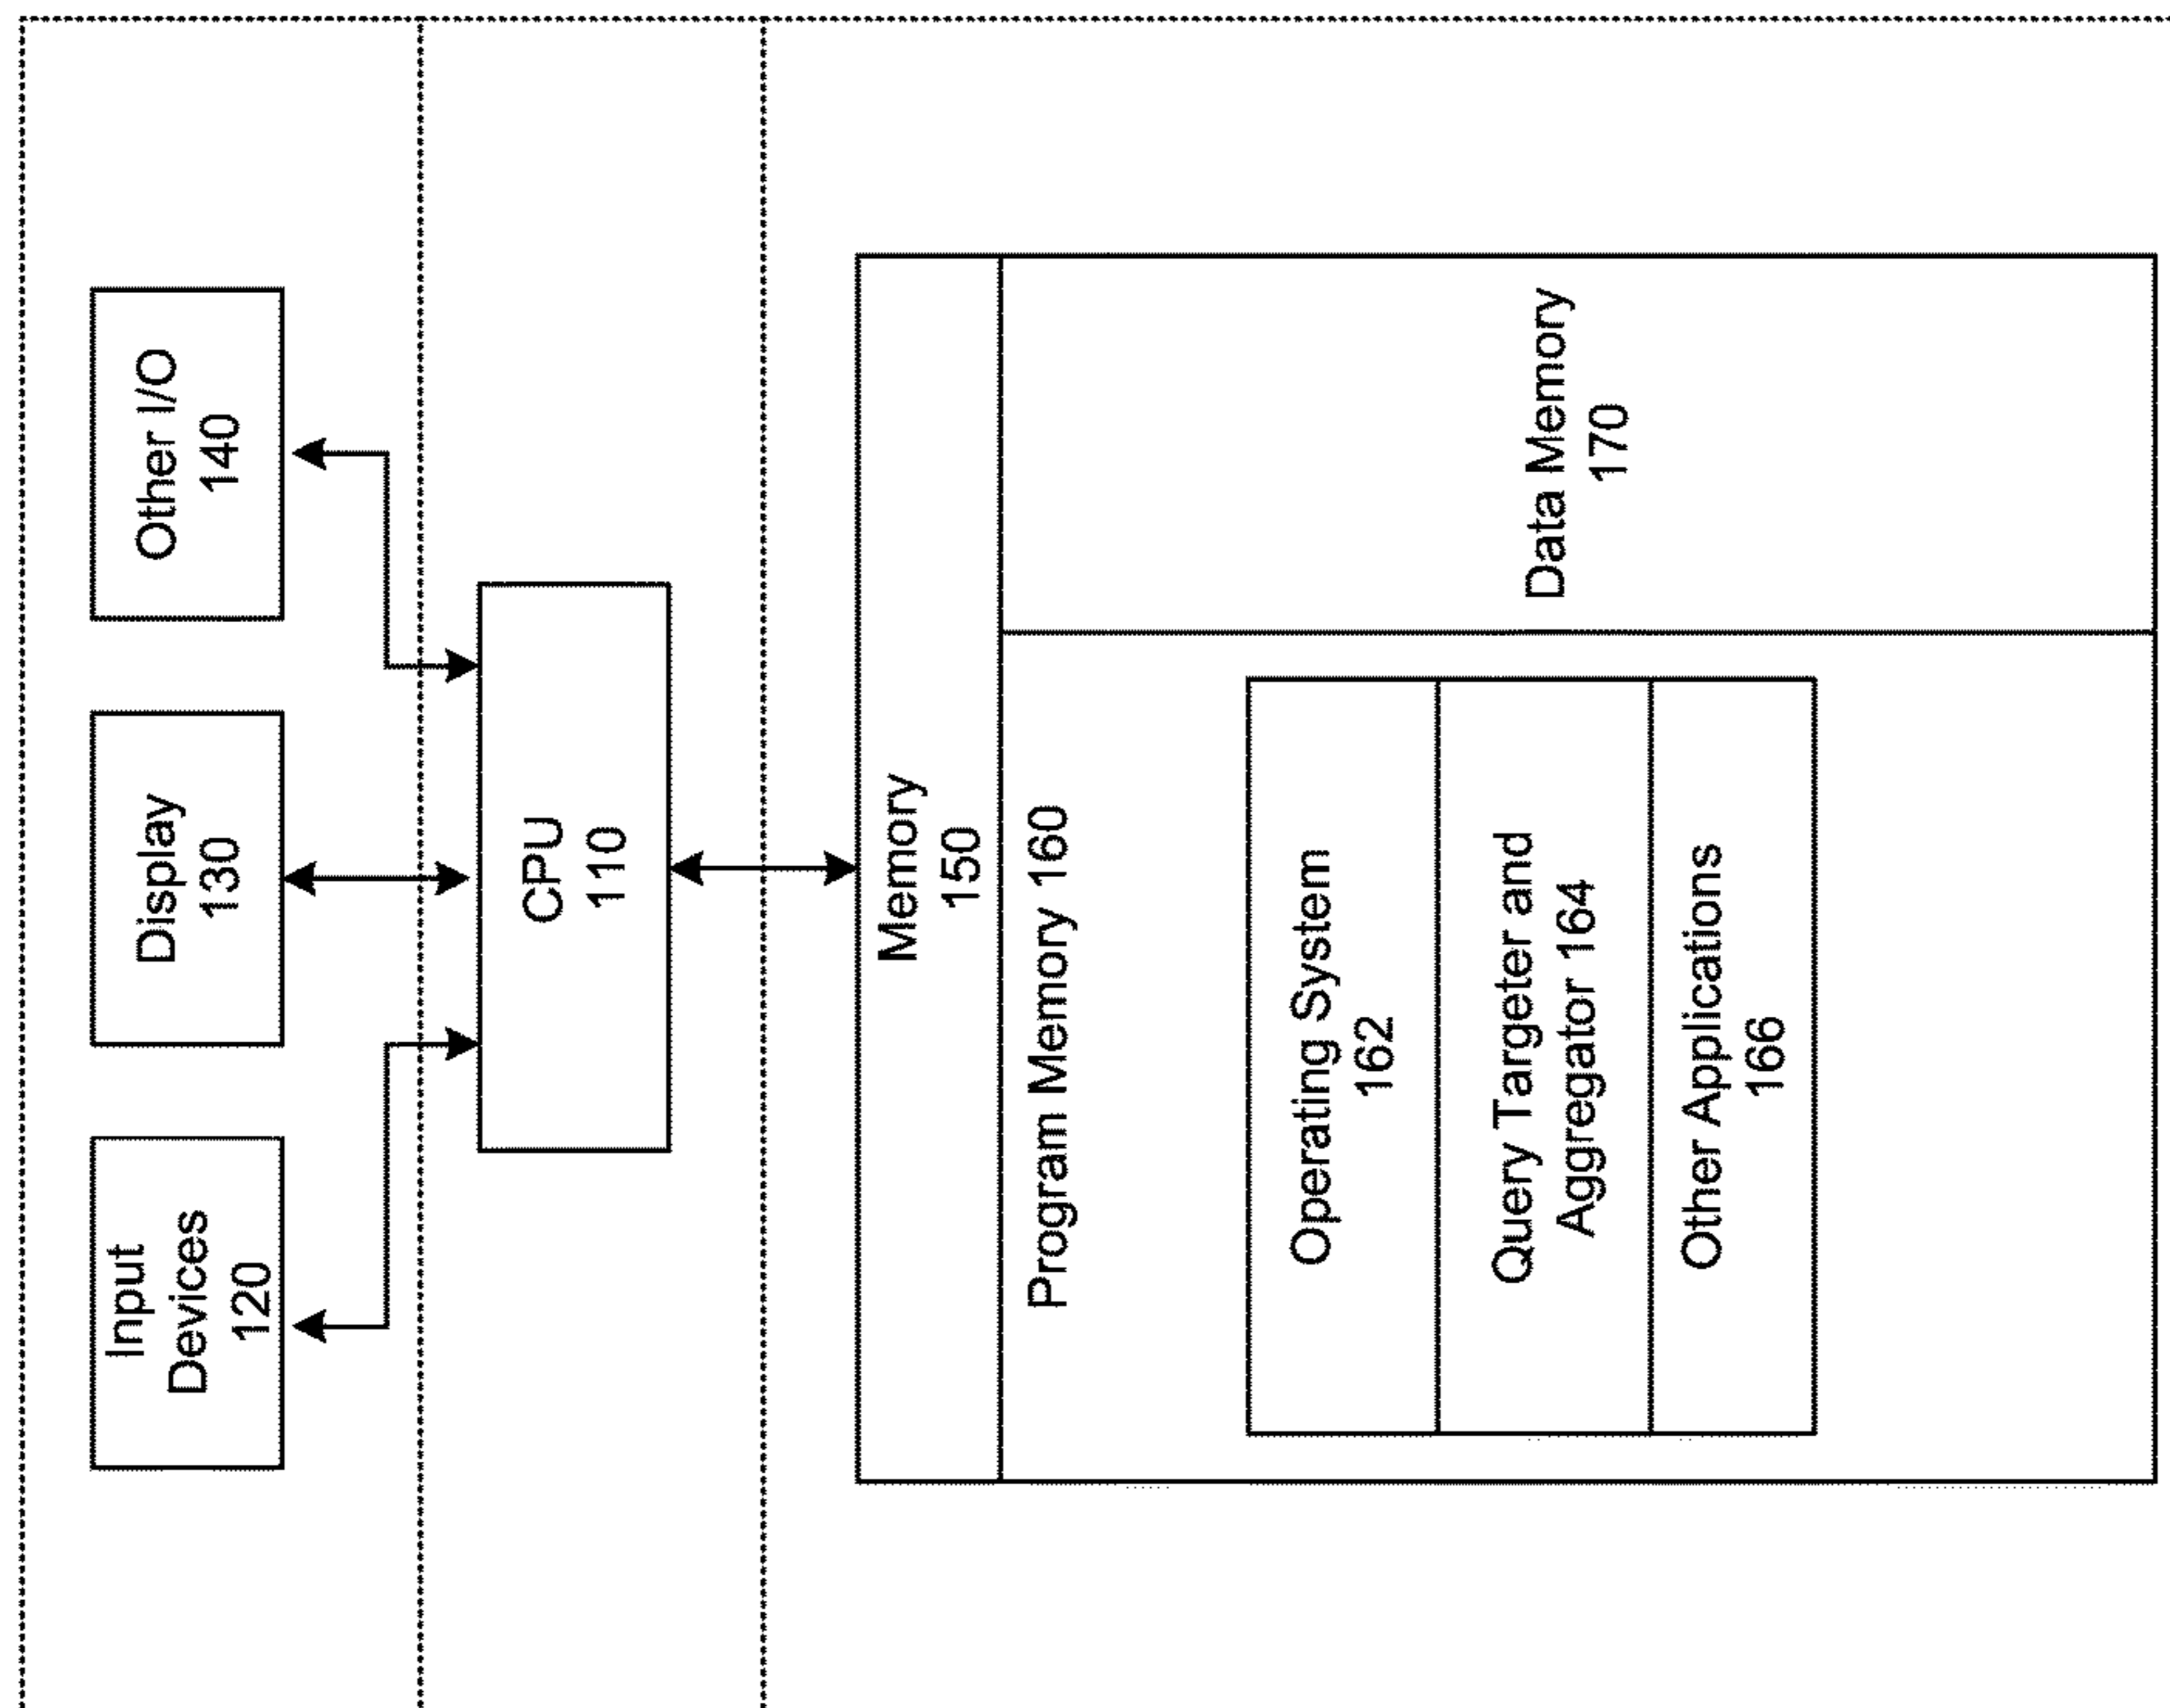 Input
Devices
120
Display
130
Other I/O
140
CPU
110
Memory
150
Program Memory 160
Operating System
162
Query Targeter and
Aggregator 164
Other Applications
166
Data Memory
170